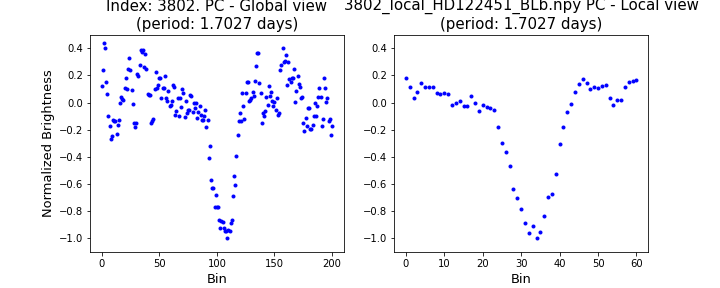 Index: 3802. PC - Global view
(period: 1.7027 days)
3802_local_HD122451_BLb.npy PC - Local view
(period: 1.7027 days)
Normalized Brightness
0.4
0.2
0.0
−0.2
−0.4
−0.6
−0.8
−1.0
0 50 100 150 200
Bin
0.4
0.2
0.0
−0.2
−0.4
−0.6
−0.8
−1.0
0 10 20 30 40 50 60
Bin